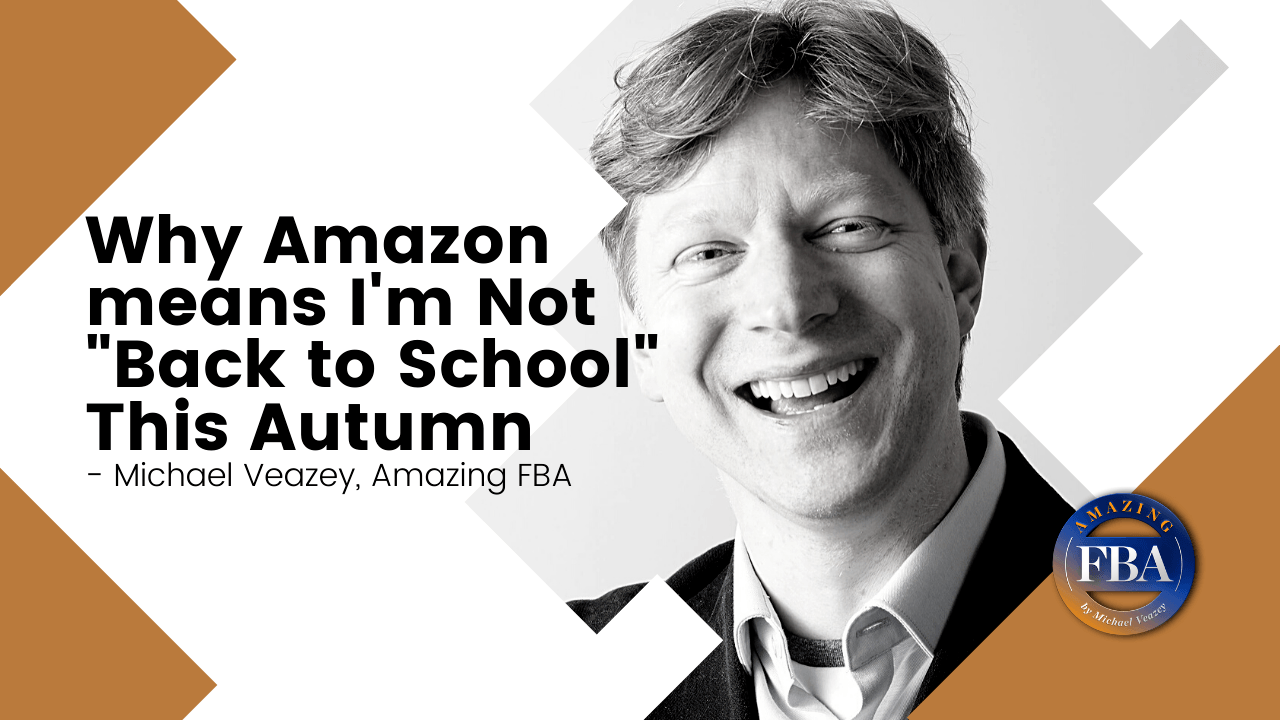 Why Amazon
means I'm Not
"Back to School"
This Autumn
- Michael Veazey, Amazing FBA
AMAZING
FBA
by Michael Veazey